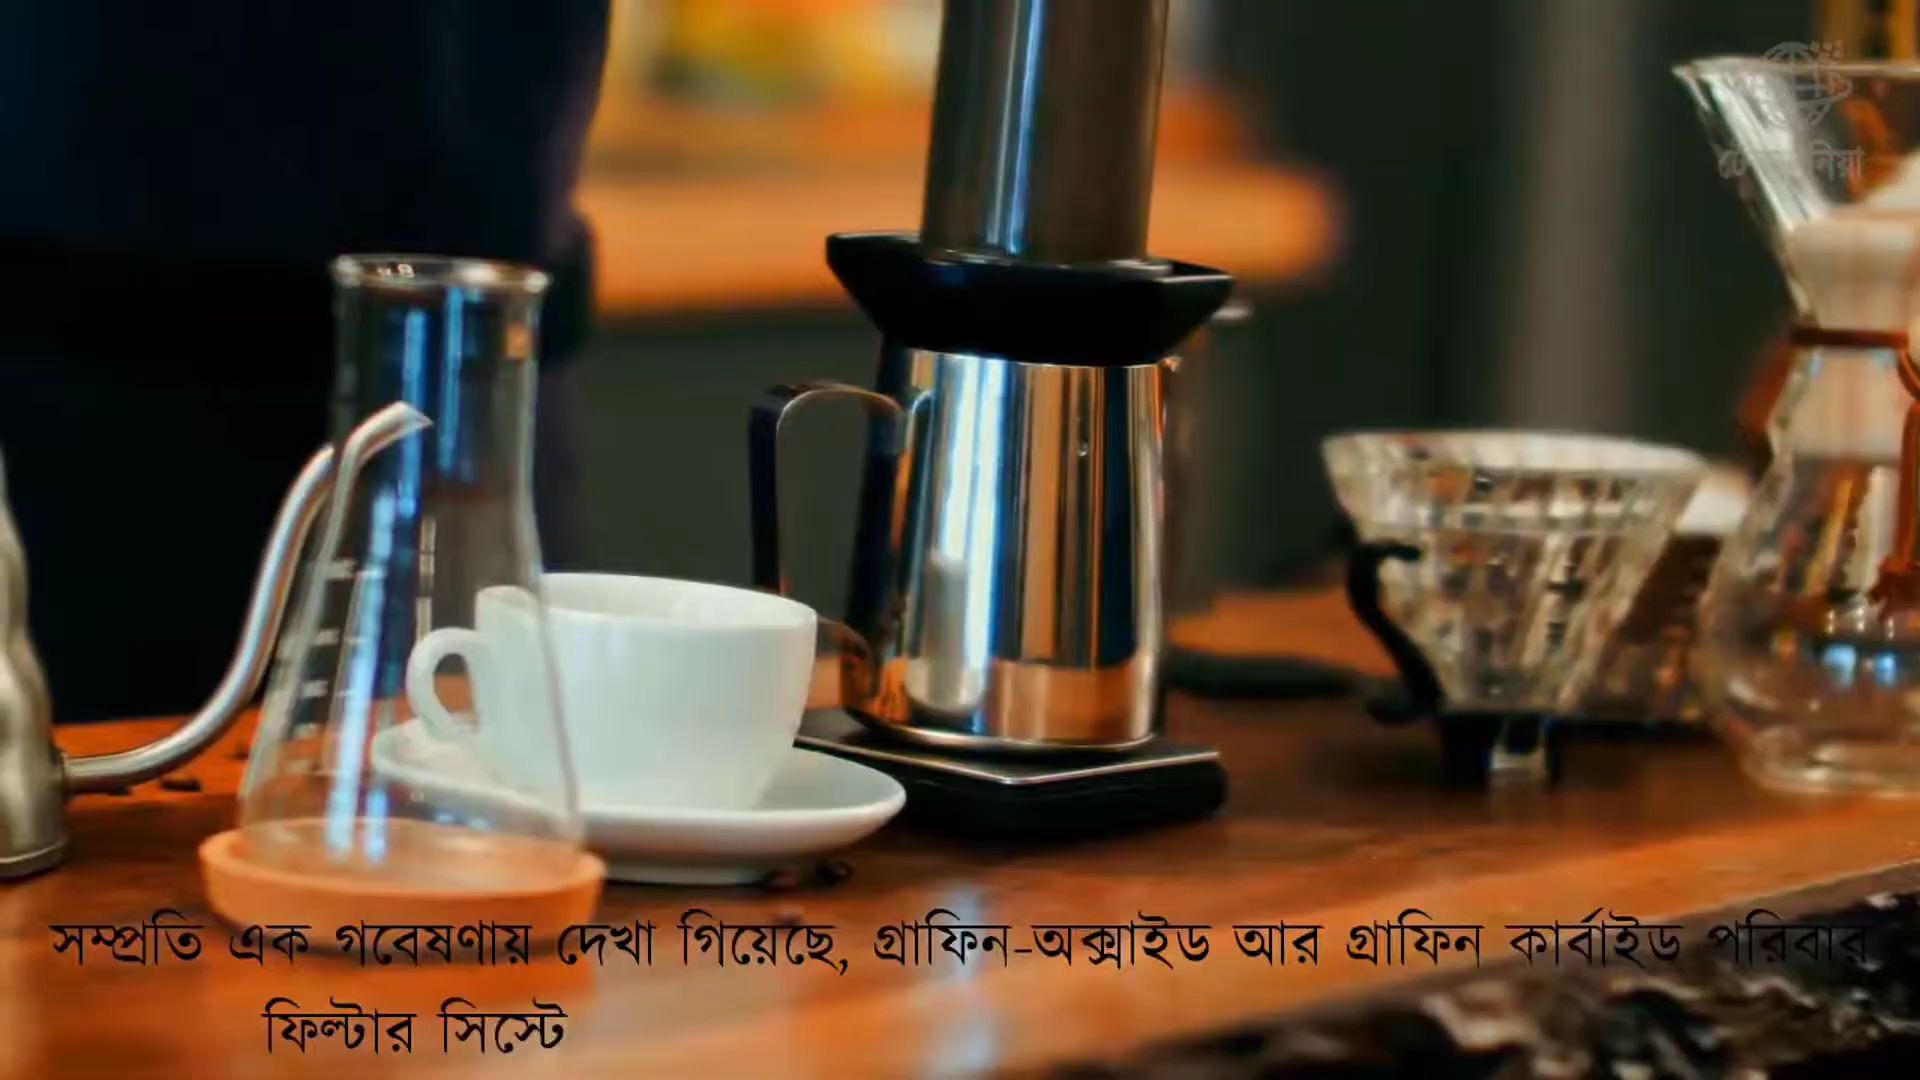 সম্প্রতি এক গবেষণায় দেখা গিয়েছে, গ্রাফিন-অক্সাইড আর গ্রাফিন কার্বাইড পরিবার
ফিল্টার সিস্টে